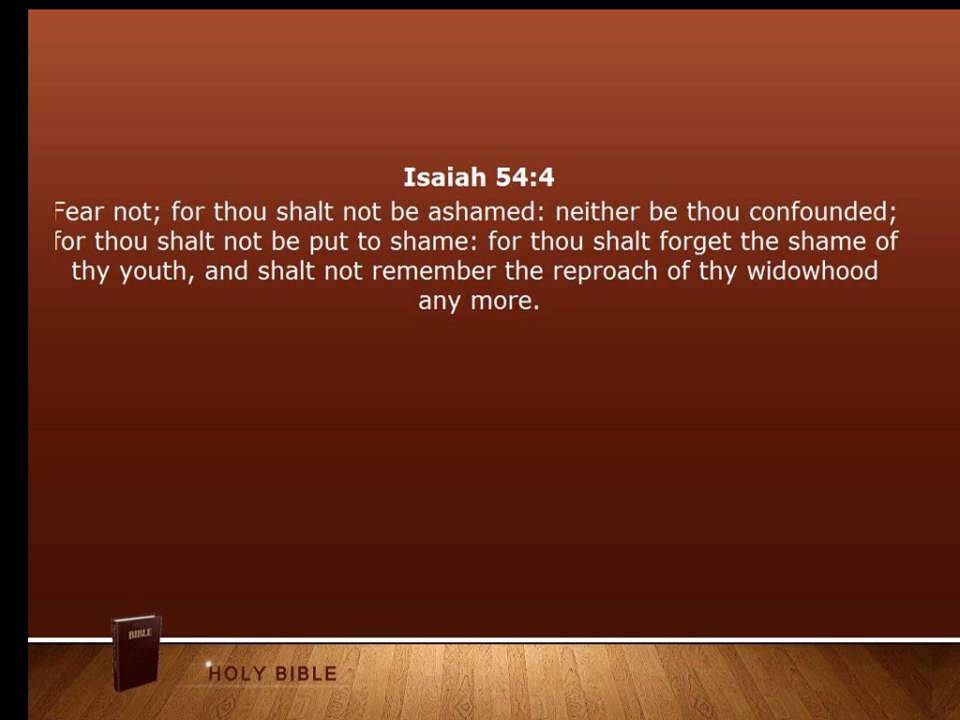 Isaiah 54:4
Fear not; for thou shalt not be ashamed: neither be thou confounded;
for thou shalt not be put to shame: for thou shalt forget the shame of
thy youth, and shalt not remember the reproach of thy widowhood
any more.
BIBLE
HOLY BIBLE